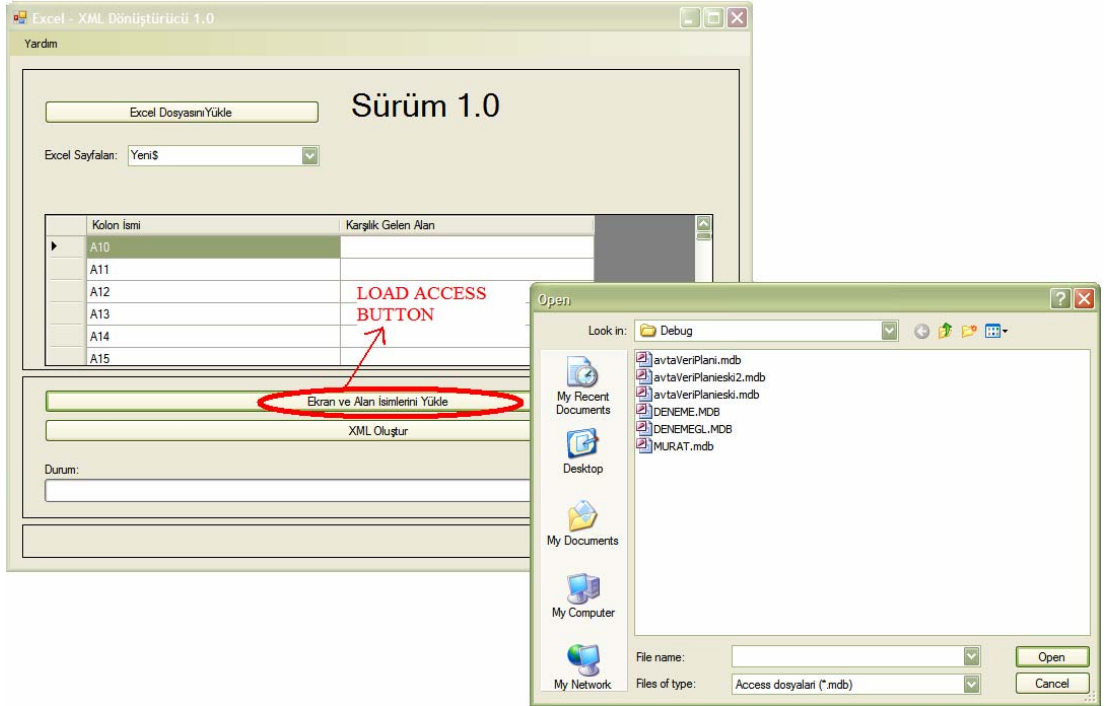 Excel - XML Dönüştürücü 1.0
Yardım
Excel DosyasınıYükle
Sürüm 1.0
Excel Sayfaları: Yeni$
Kolon İsmi Karşılık Gelen Alan
A10
A11
A12
A13
A14
A15
LOAD ACCESS
BUTTON
Ekran ve Alan İsimlerini Yükle
XML Oluştur
Durum:
Open
Look in: Debug
My Recent
Documents
Desktop
My Documents
My Computer
My Network
avtaVeriPlani.mdb
avtaVeriPlanieski2.mdb
avtaVeriPlanieski.mdb
DENEME.MDB
DENEMEGL.MDB
MURAT.mdb
File name:
Open
Files of type: Access dosyalari (*.mdb)
Cancel